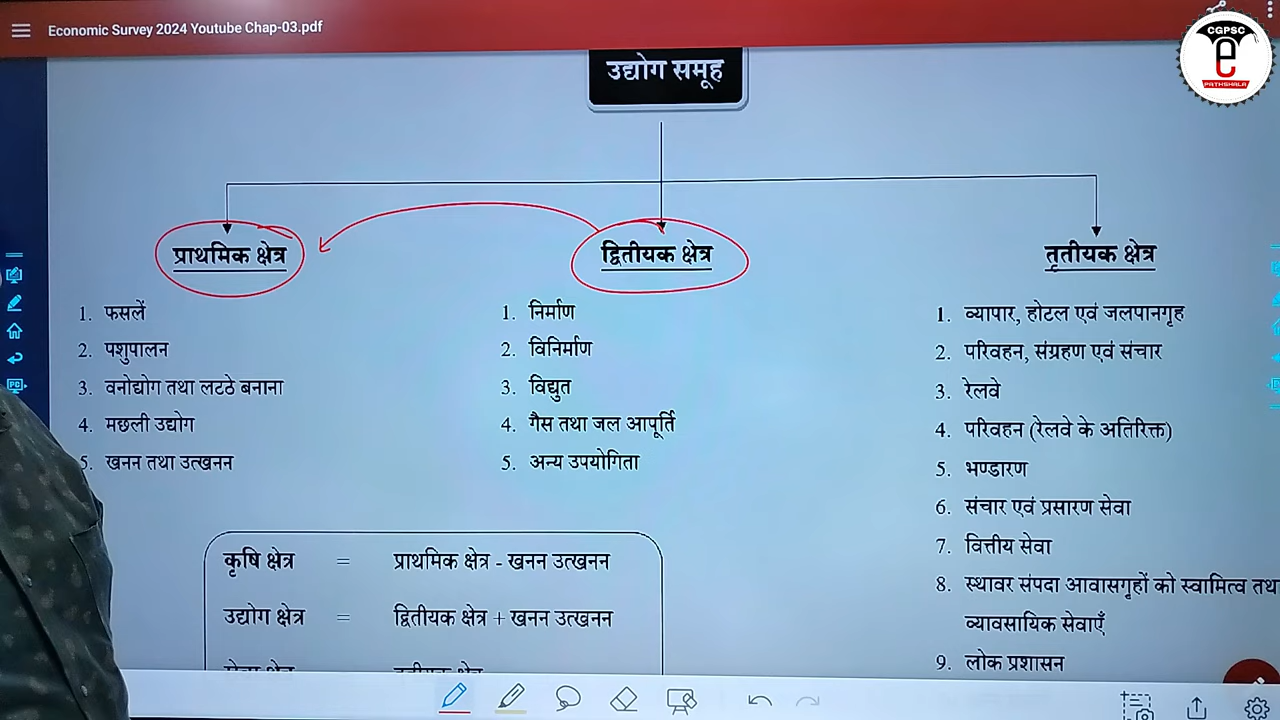 Economic Survey 2024 Youtube Chap-03.pdf
CGPSC
e
PATHSHALA
उद्योग समूह
प्राथमिक क्षेत्र
द्वितीयक क्षेत्र
तृतीयक क्षेत्र
1. फसलें
2. पशुपालन
3. वनोद्योग तथा लटठे बनाना
4. मछली उद्योग
5. खनन तथा उत्खनन
1. निर्माण
2. विनिर्माण
3. विद्युत
4. गैस तथा जल आपूर्ति
5. अन्य उपयोगिता
1. व्यापार, होटल एवं जलपानगृह
2. परिवहन, संग्रहण एवं संचार
3. रेलवे
4. परिवहन (रेलवे के अतिरिक्त)
5. भण्डारण
6. संचार एवं प्रसारण सेवा
7. वित्तीय सेवा
8. स्थावर संपदा आवासगृहों को स्वामित्व तथ
व्यावसायिक सेवाएँ
9. लोक प्रशासन
कृषि क्षेत्र = प्राथमिक क्षेत्र - खनन उत्खनन
उद्योग क्षेत्र = द्वितीयक क्षेत्र + खनन उत्खनन